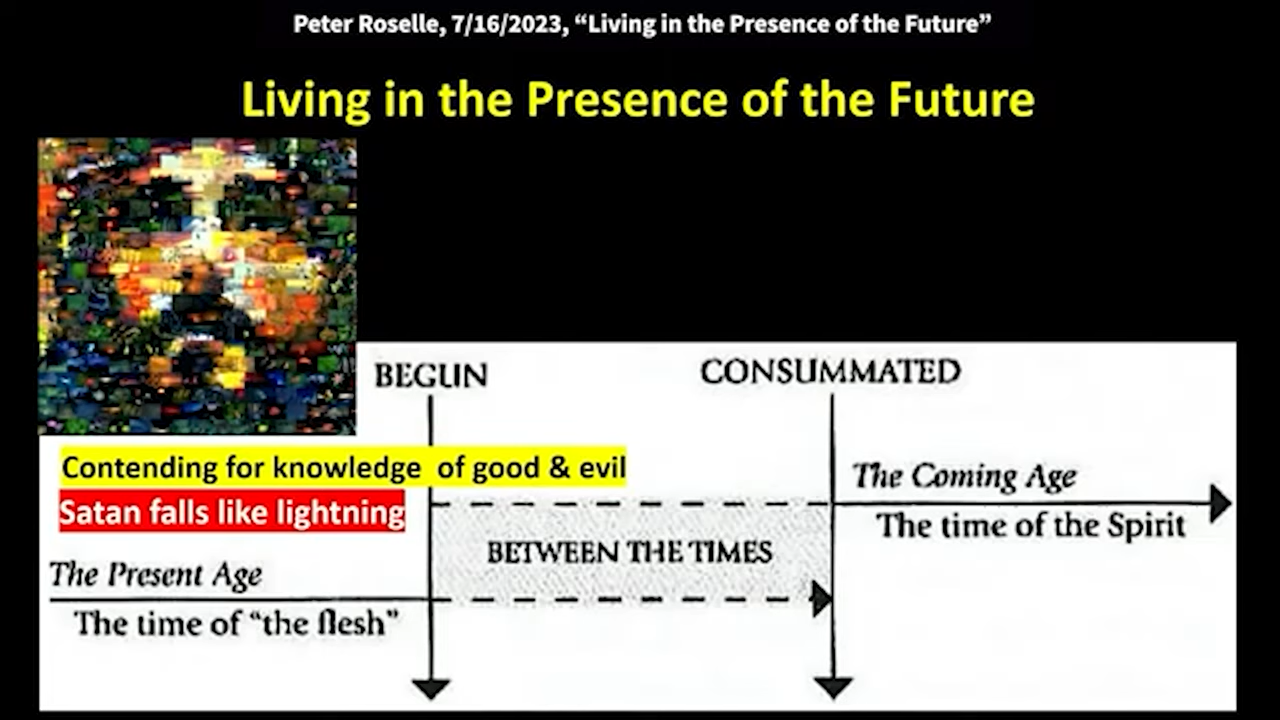 Peter Roselle, 7/16/2023, “Living in the Presence of the Future”
Living in the Presence of the Future
BEGUN
CONSUMMATED
Contending for knowledge of good & evil
Satan falls like lightning
The Coming Age
The time of the Spirit
BETWEEN THE TIMES
The Present Age
The time of “the flesh”